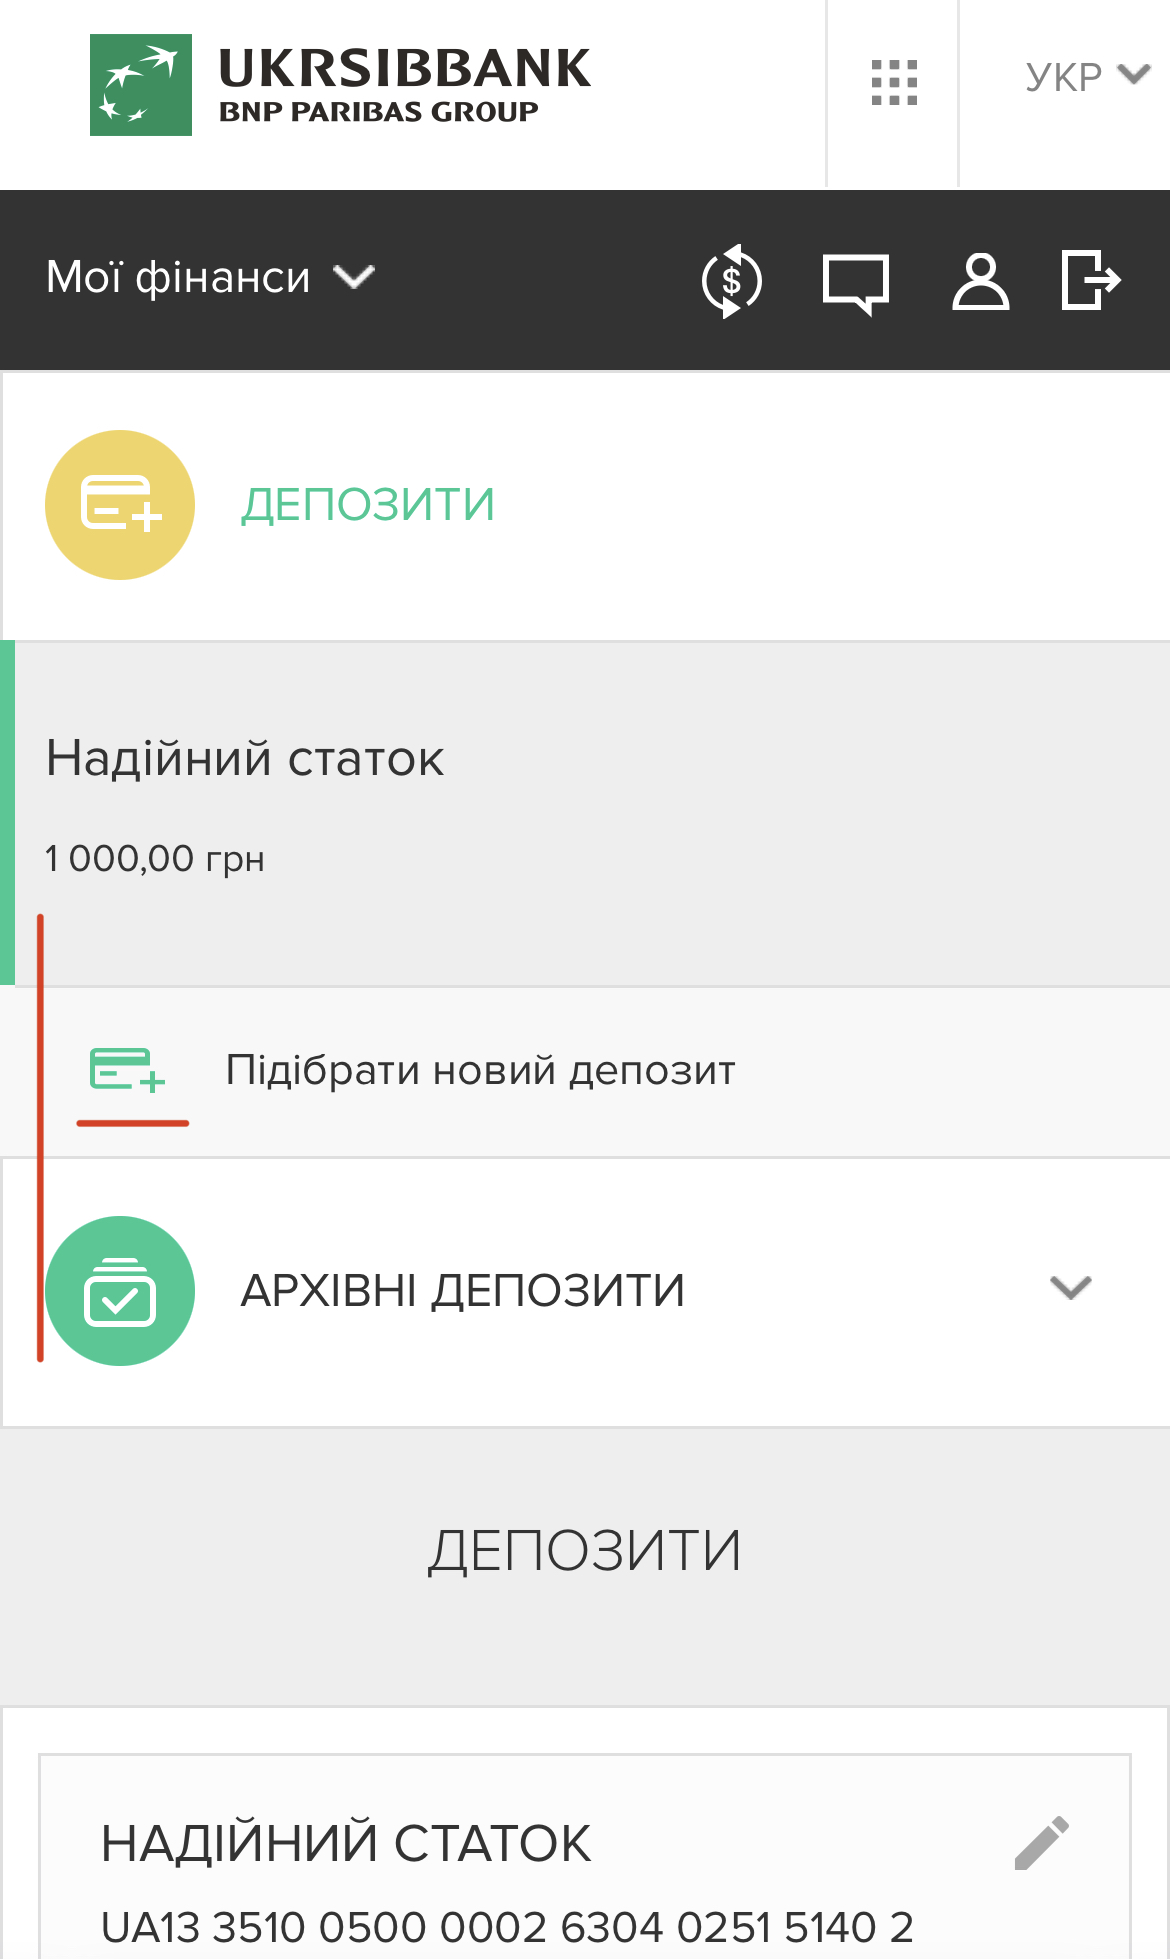 UKRSIBBANK
BNP PARIBAS GROUP
УКР
Мої фінанси
$
ДЕПОЗИТИ
Надійний статок
1 000,00 грн
Підібрати новий депозит
АРХІВНІ ДЕПОЗИТИ
ДЕПОЗИТИ
НАДІЙНИЙ СТАТОК
UA13 3510 0500 0002 6304 0251 5140 2